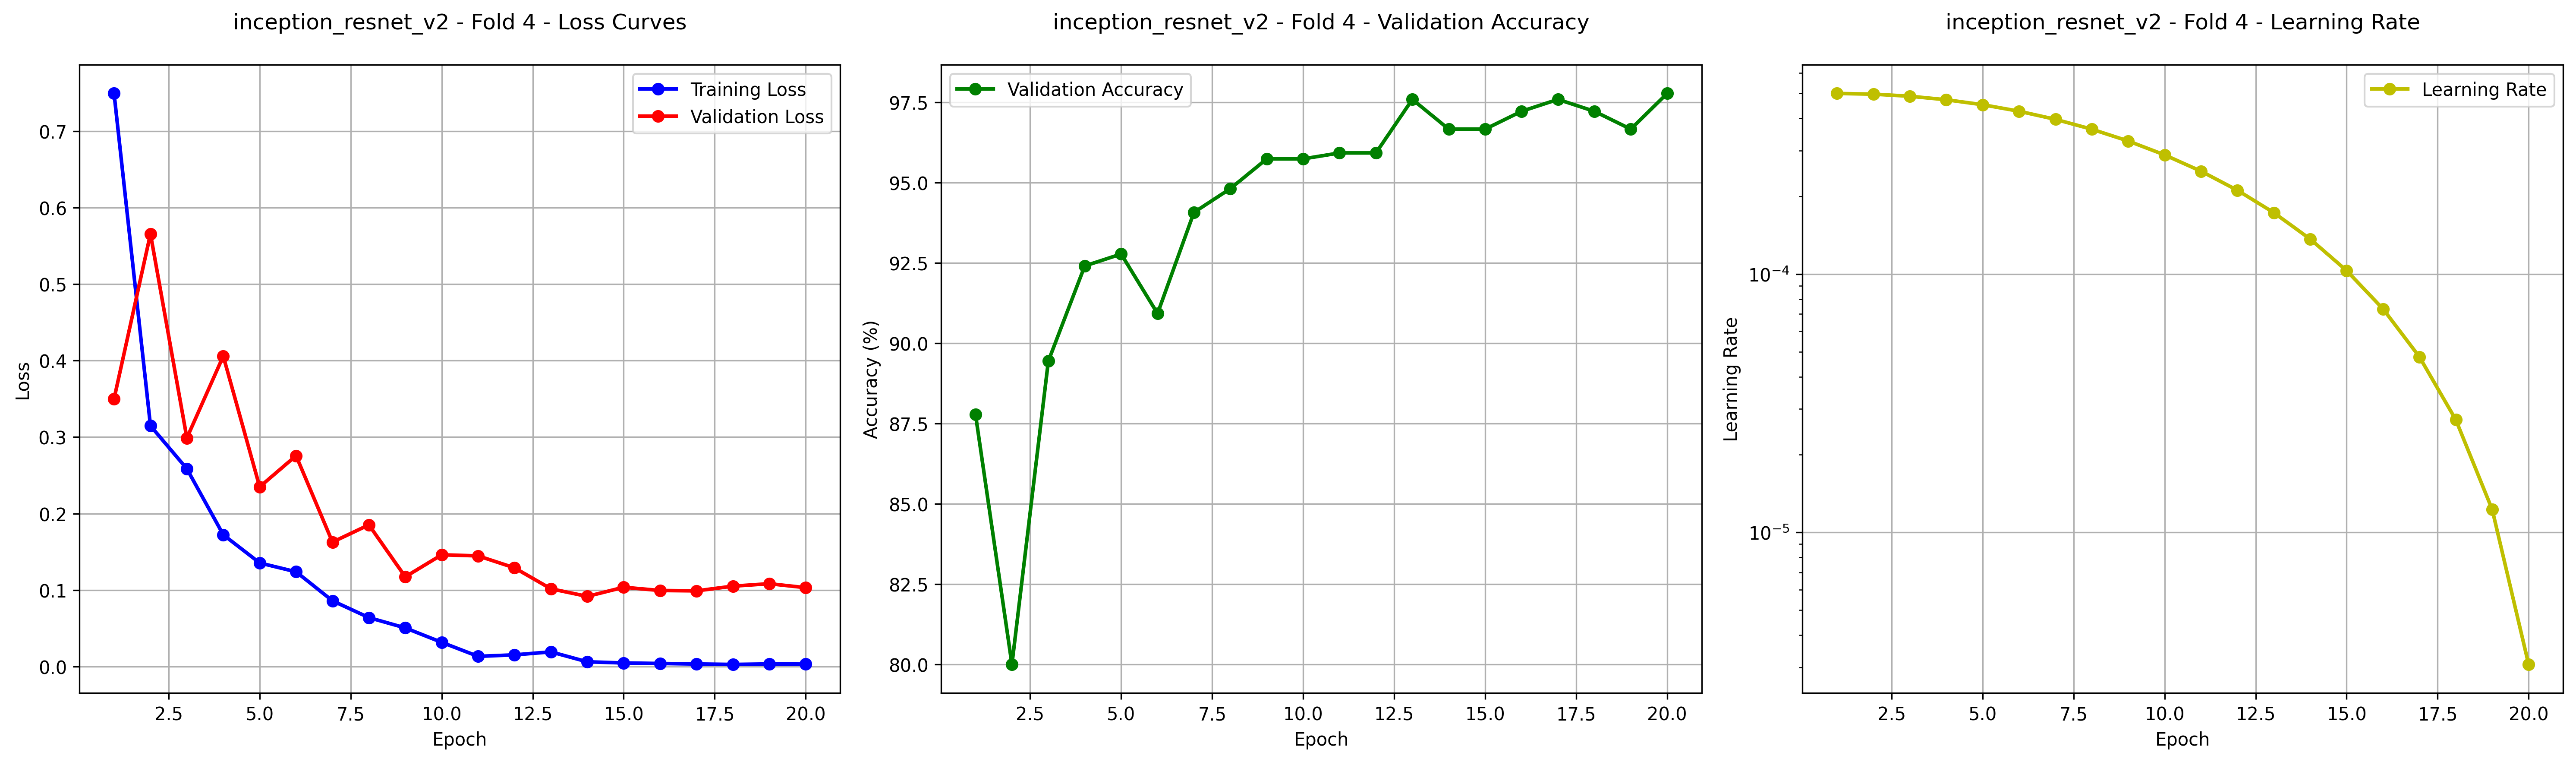 inception_resnet_v2 - Fold 4 - Loss Curves
Training Loss
Validation Loss
Loss
0.7
0.6
0.5
0.4
0.3
0.2
0.1
0.0
2.5 5.0 7.5 10.0 12.5 15.0 17.5 20.0
Epoch
inception_resnet_v2 - Fold 4 - Validation Accuracy
Validation Accuracy
Accuracy (%)
97.5
95.0
92.5
90.0
87.5
85.0
82.5
80.0
2.5 5.0 7.5 10.0 12.5 15.0 17.5 20.0
Epoch
inception_resnet_v2 - Fold 4 - Learning Rate
Learning Rate
Learning Rate
10⁻⁴
10⁻⁵
2.5 5.0 7.5 10.0 12.5 15.0 17.5 20.0
Epoch